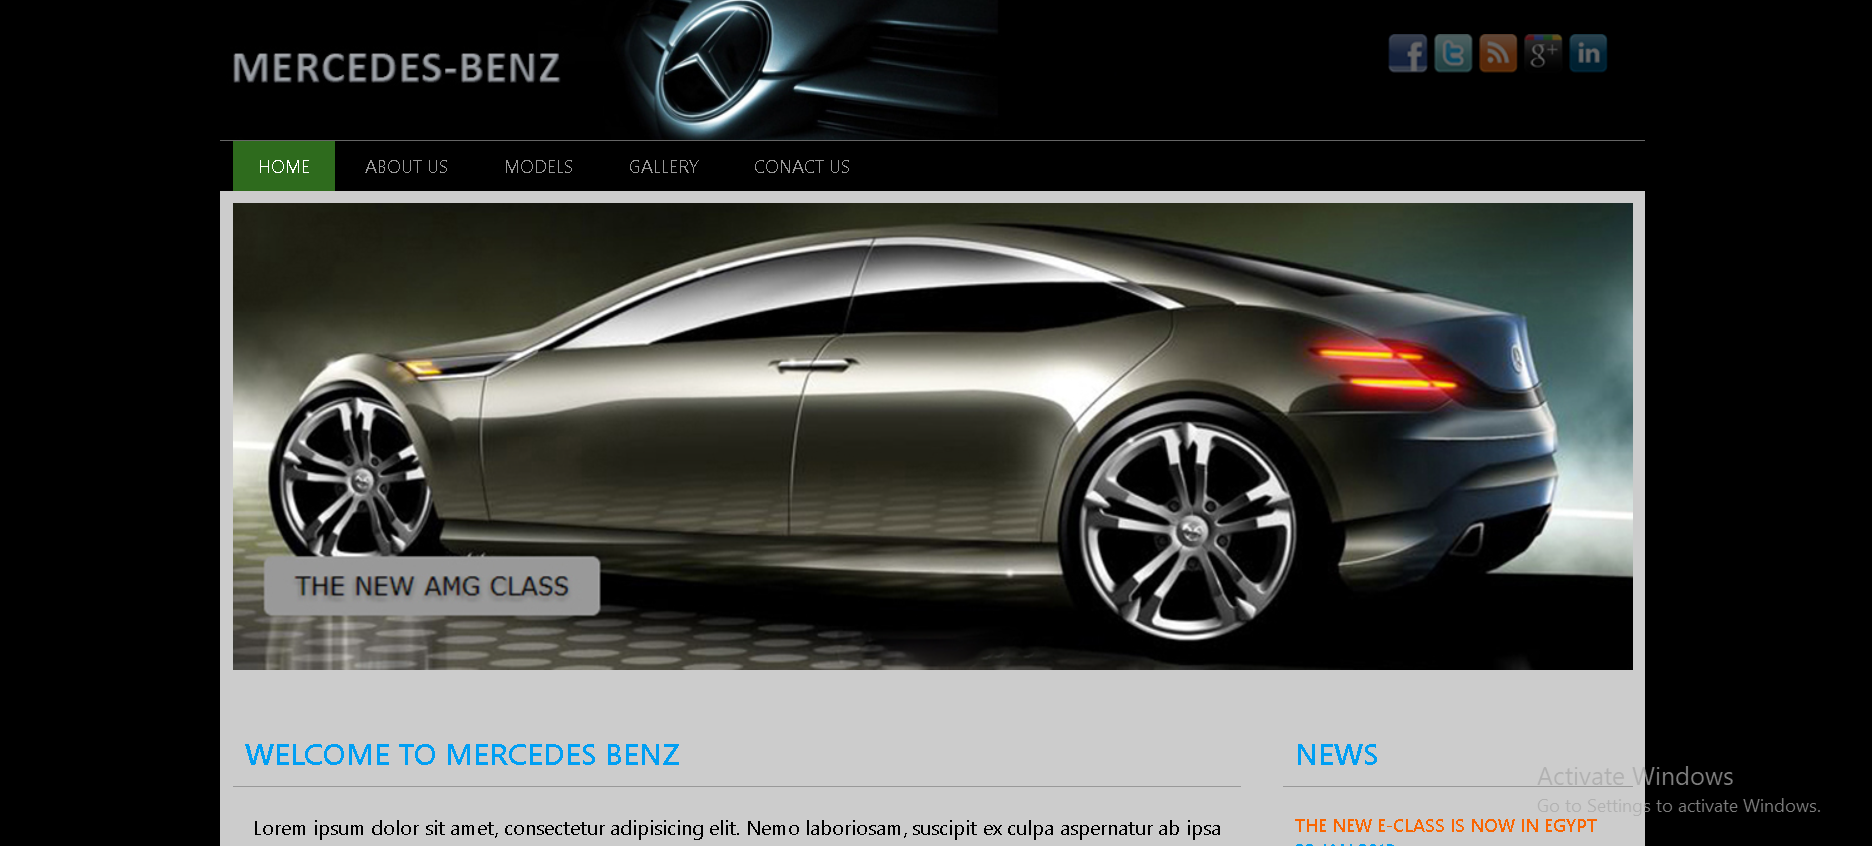 MERCEDES-BENZ
f t g+ in
HOME ABOUT US MODELS GALLERY CONACT US
THE NEW AMG CLASS
WELCOME TO MERCEDES BENZ
NEWS
Activate Windows
Go to Settings to activate Windows.
Lorem ipsum dolor sit amet, consectetur adipisicing elit. Nemo laboriosam, suscipit ex culpa aspernatur ab ipsa
THE NEW E-CLASS IS NOW IN EGYPT